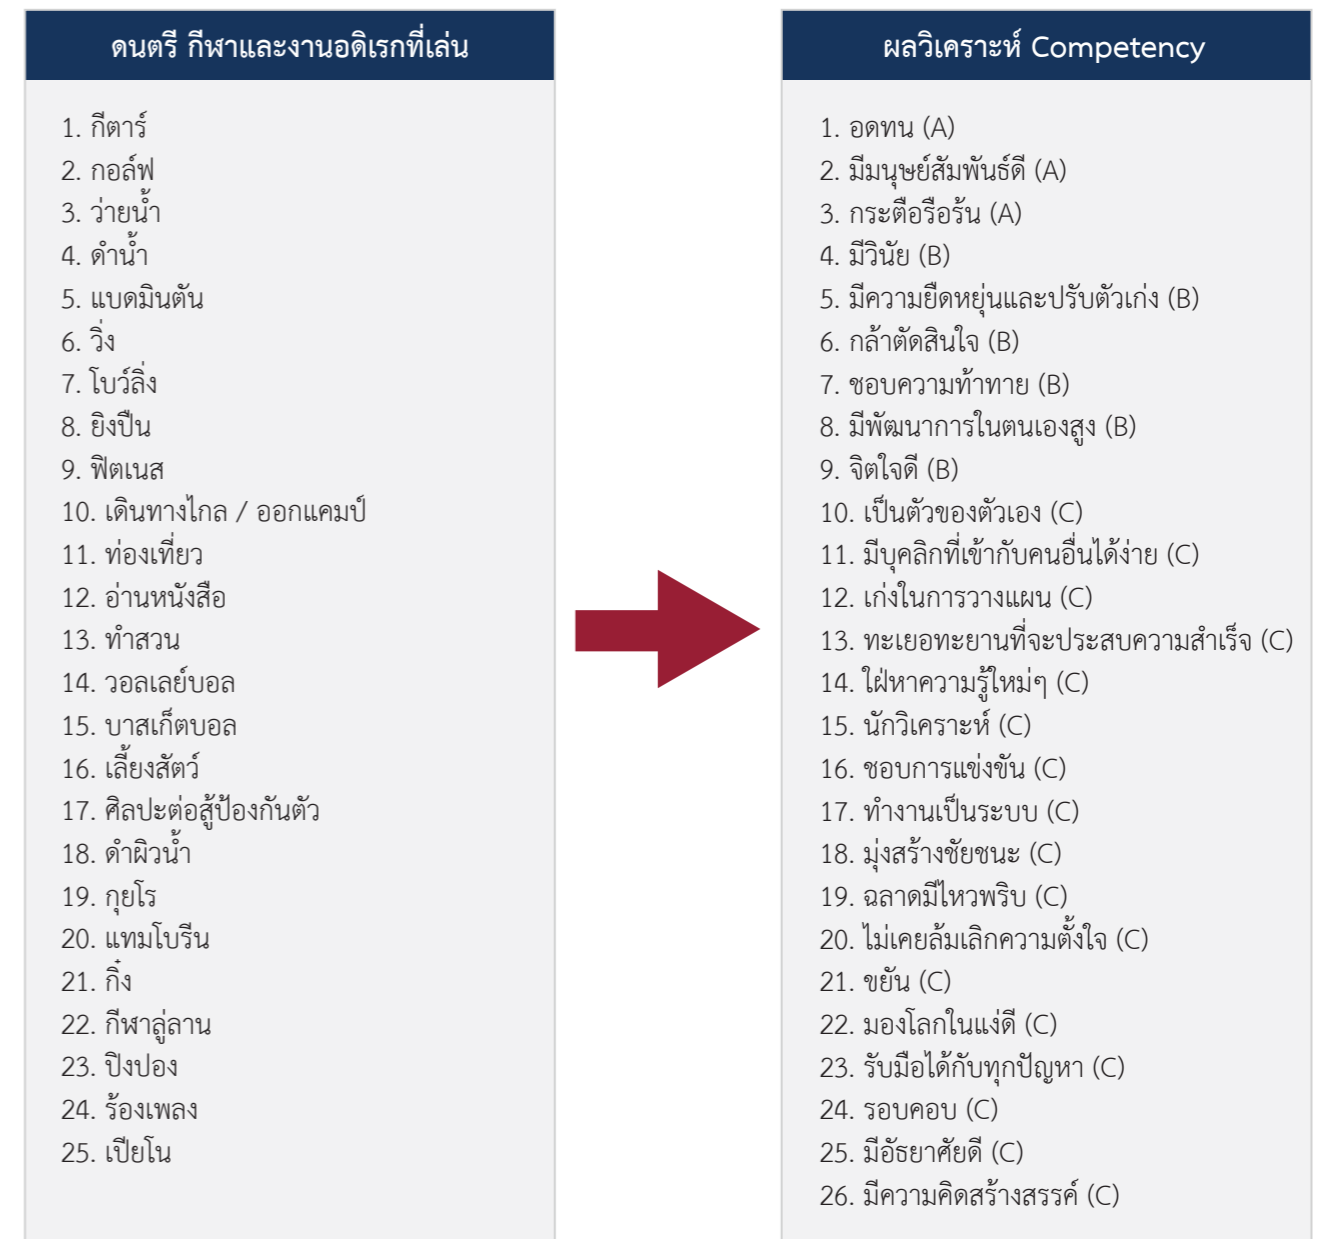 ดนตรี กีฬาและงานอดิเรกที่เล่น
1. กีตาร์
2. กอล์ฟ
3. ว่ายน้ำ
4. ดำน้ำ
5. แบดมินตัน
6. วิ่ง
7. โบว์ลิ่ง
8. ยิงปืน
9. ฟิตเนส
10. เดินทางไกล / ออกแคมป์
11. ท่องเที่ยว
12. อ่านหนังสือ
13. ทำสวน
14. วอลเลย์บอล
15. บาสเก็ตบอล
16. เลี้ยงสัตว์
17. ศิลปะต่อสู้ป้องกันตัว
18. ดำผิวน้ำ
19. กุยโร
20. แทมโบรีน
21. กิ๋ง
22. กีฬาลู่ลาน
23. ปิงปอง
24. ร้องเพลง
25. เปียโน
ผลวิเคราะห์ Competency
1. อดทน (A)
2. มีมนุษย์สัมพันธ์ดี (A)
3. กระตือรือร้น (A)
4. มีวินัย (B)
5. มีความยืดหยุ่นและปรับตัวเก่ง (B)
6. กล้าตัดสินใจ (B)
7. ชอบความท้าทาย (B)
8. มีพัฒนาการในตนเองสูง (B)
9. จิตใจดี (B)
10. เป็นตัวของตัวเอง (C)
11. มีบุคลิกที่เข้ากับคนอื่นได้ง่าย (C)
12. เก่งในการวางแผน (C)
13. ทะเยอทะยานที่จะประสบความสำเร็จ (C)
14. ใฝ่หาความรู้ใหม่ๆ (C)
15. นักวิเคราะห์ (C)
16. ชอบการแข่งขัน (C)
17. ทำงานเป็นระบบ (C)
18. มุ่งสร้างชัยชนะ (C)
19. ฉลาดมีไหวพริบ (C)
20. ไม่เคยล้มเลิกความตั้งใจ (C)
21. ขยัน (C)
22. มองโลกในแง่ดี (C)
23. รับมือได้กับทุกปัญหา (C)
24. รอบคอบ (C)
25. มีอัธยาศัยดี (C)
26. มีความคิดสร้างสรรค์ (C)